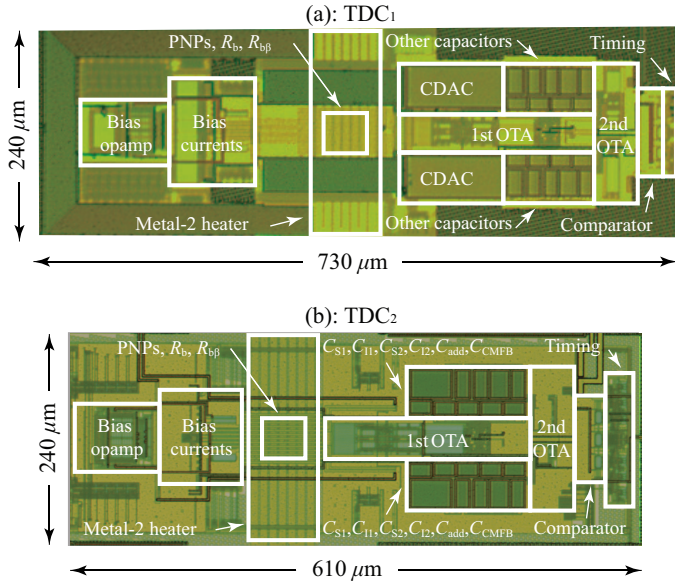 (a): TDC1
PNPs, Rb, Rbβ
Other capacitors
Timing
CDAC
Bias opamp
Bias currents
1st OTA
2nd OTA
CDAC
Metal-2 heater
Other capacitors
Comparator
240 μm
730 μm
(b): TDC2
PNPs, Rb, Rbβ
CS1, CI1, CS2, CI2, Cadd, CCMFB
Timing
Bias opamp
Bias currents
1st OTA
2nd OTA
Metal-2 heater
CS1, CI1, CS2, CI2, Cadd, CCMFB
Comparator
240 μm
610 μm